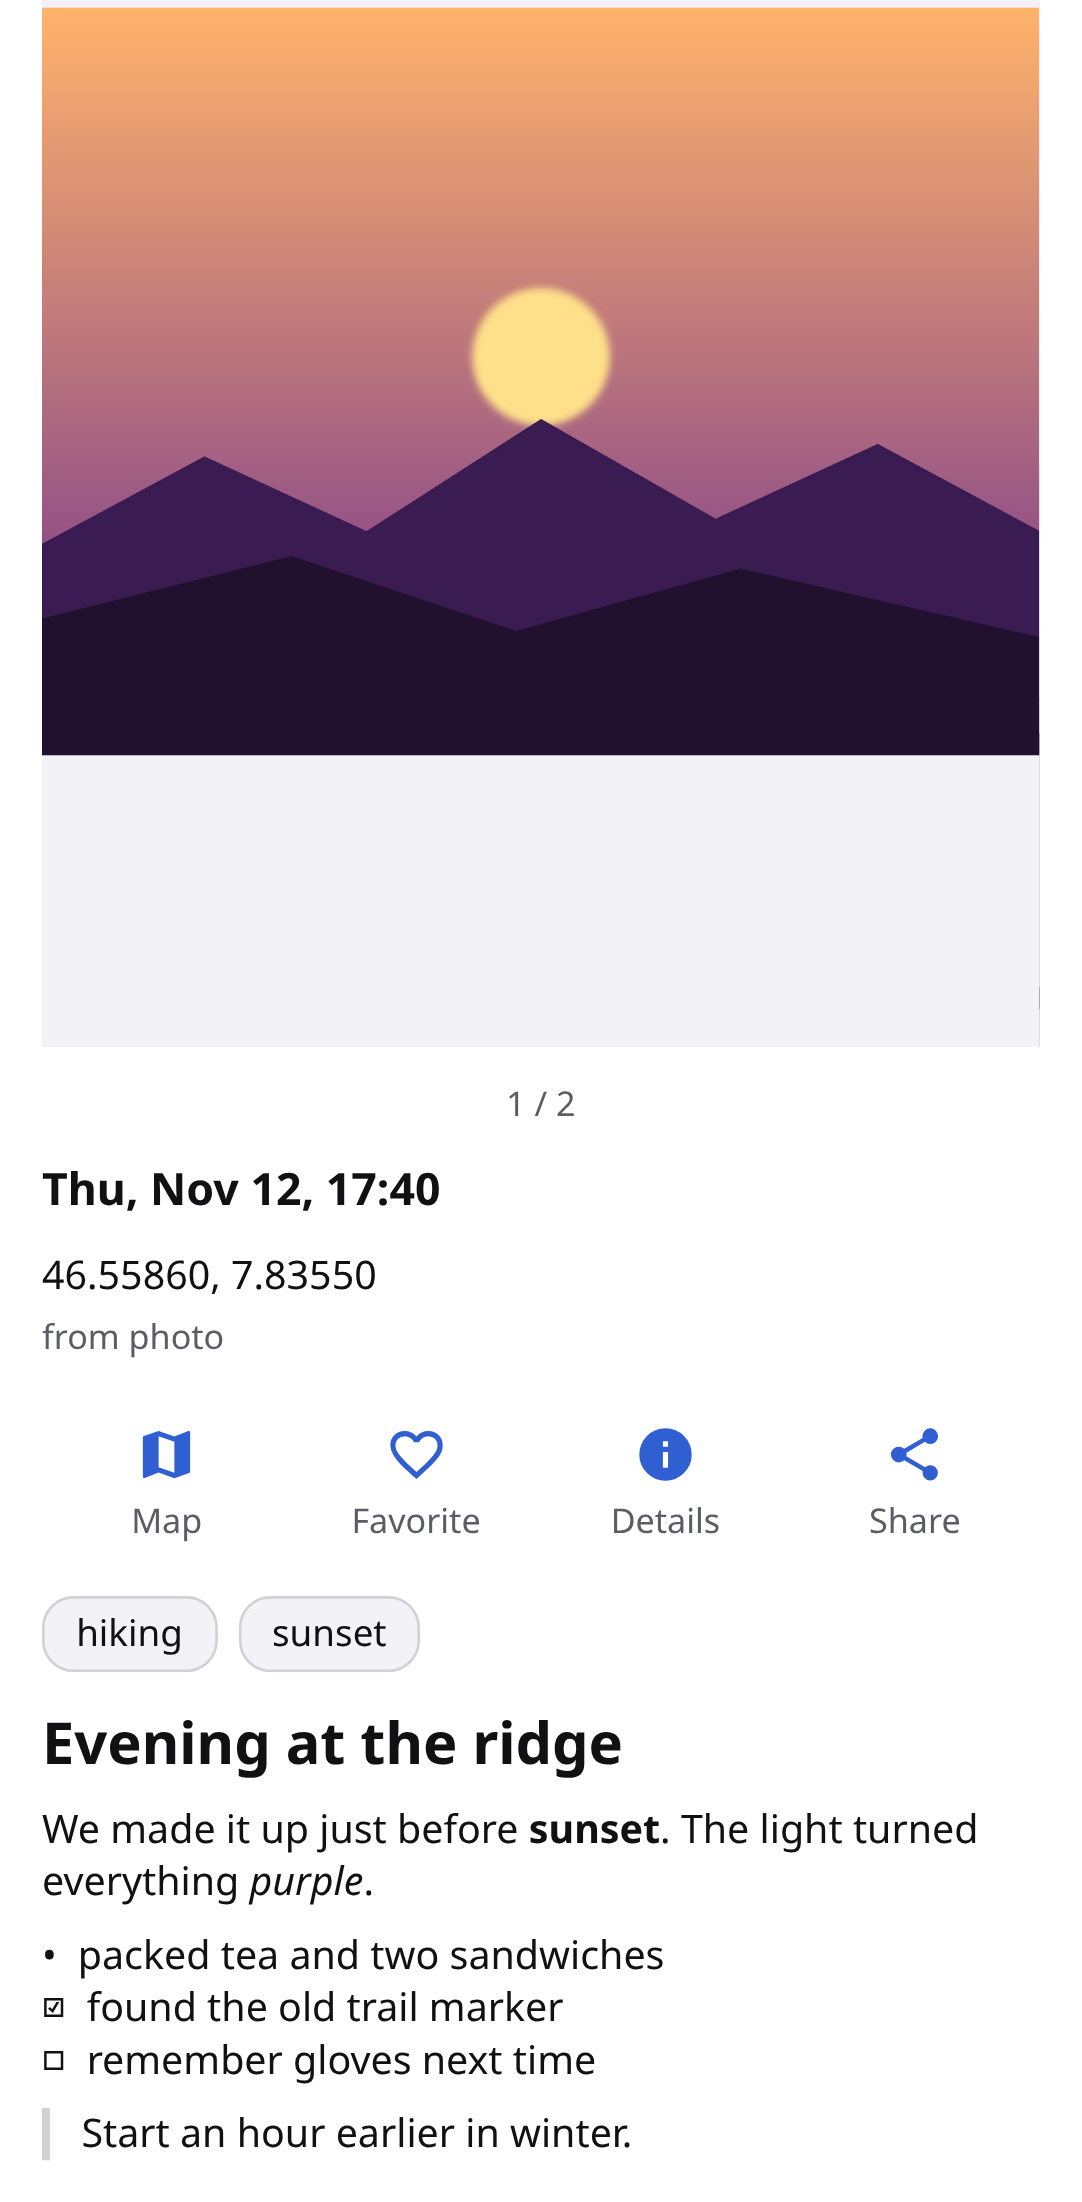 1 / 2
Thu, Nov 12, 17:40
46.55860, 7.83550
from photo
Map Favorite Details Share
hiking sunset
Evening at the ridge
We made it up just before sunset. The light turned
everything purple.
• packed tea and two sandwiches
☑ found the old trail marker
☐ remember gloves next time
Start an hour earlier in winter.